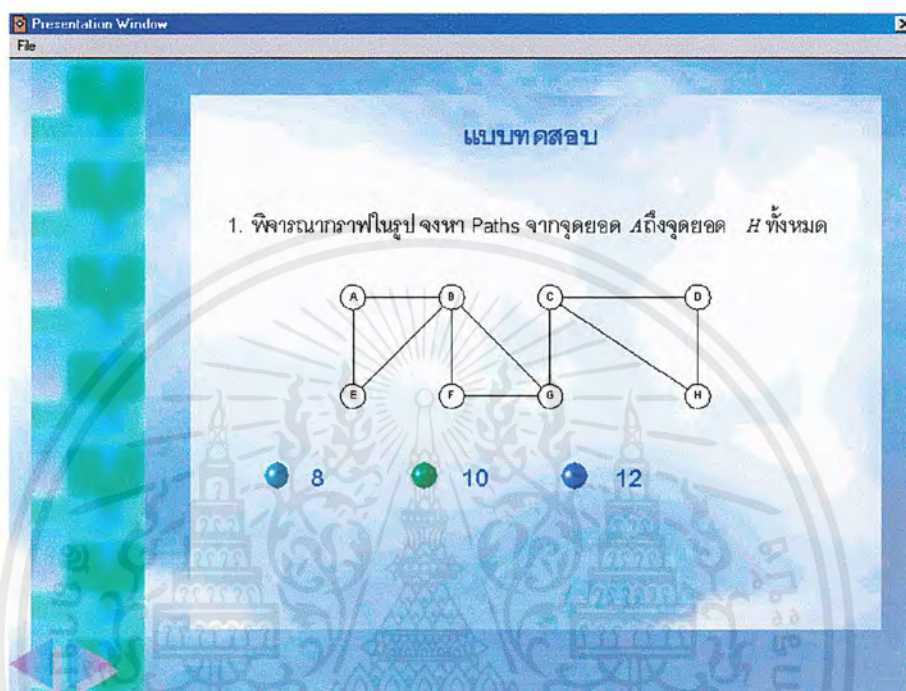 Presentation Window
File
แบบทดสอบ
1. พิจารณากราฟในรูป จงหา Paths จากจุดยอด A ถึงจุดยอด H ทั้งหมด
A B C D
E F G H
8 10 12